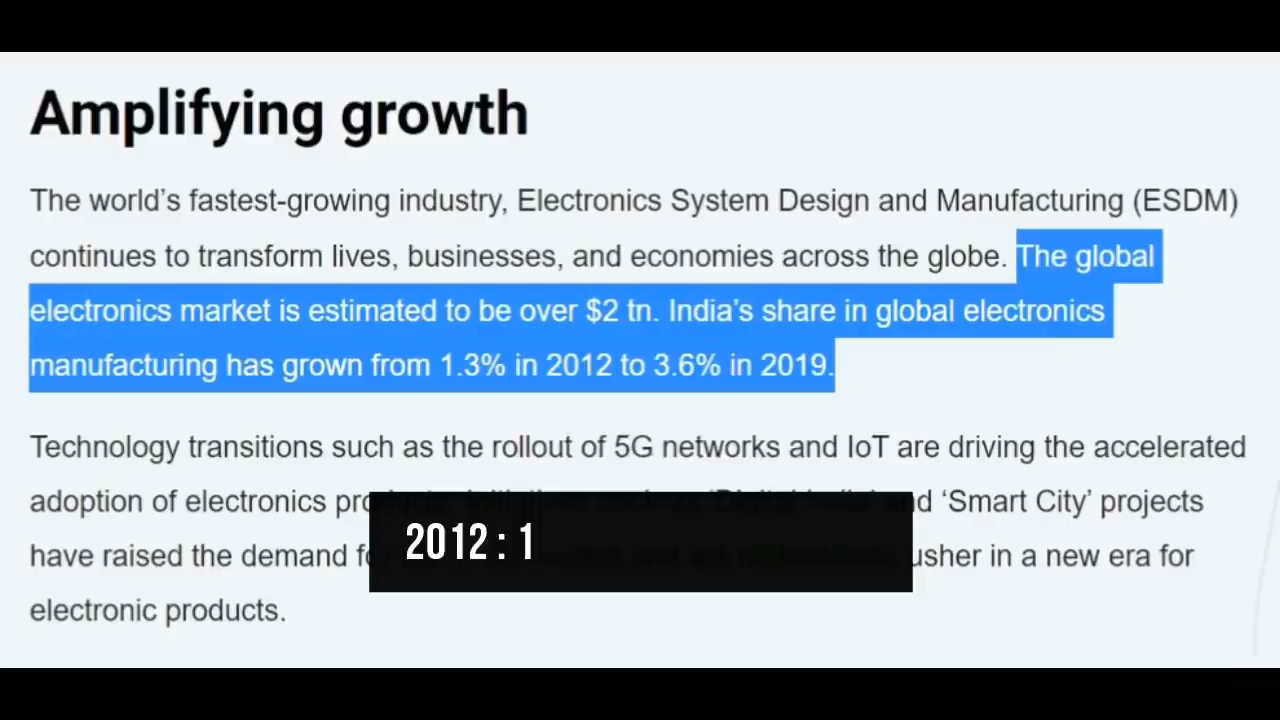 Amplifying growth
The world’s fastest-growing industry, Electronics System Design and Manufacturing (ESDM)
continues to transform lives, businesses, and economies across the globe. The global
electronics market is estimated to be over $2 tn. India’s share in global electronics
manufacturing has grown from 1.3% in 2012 to 3.6% in 2019.
Technology transitions such as the rollout of 5G networks and IoT are driving the accelerated
adoption of electronics and ‘Smart City’ projects
have raised the demand usher in a new era for
electronic products.
2012 : 1